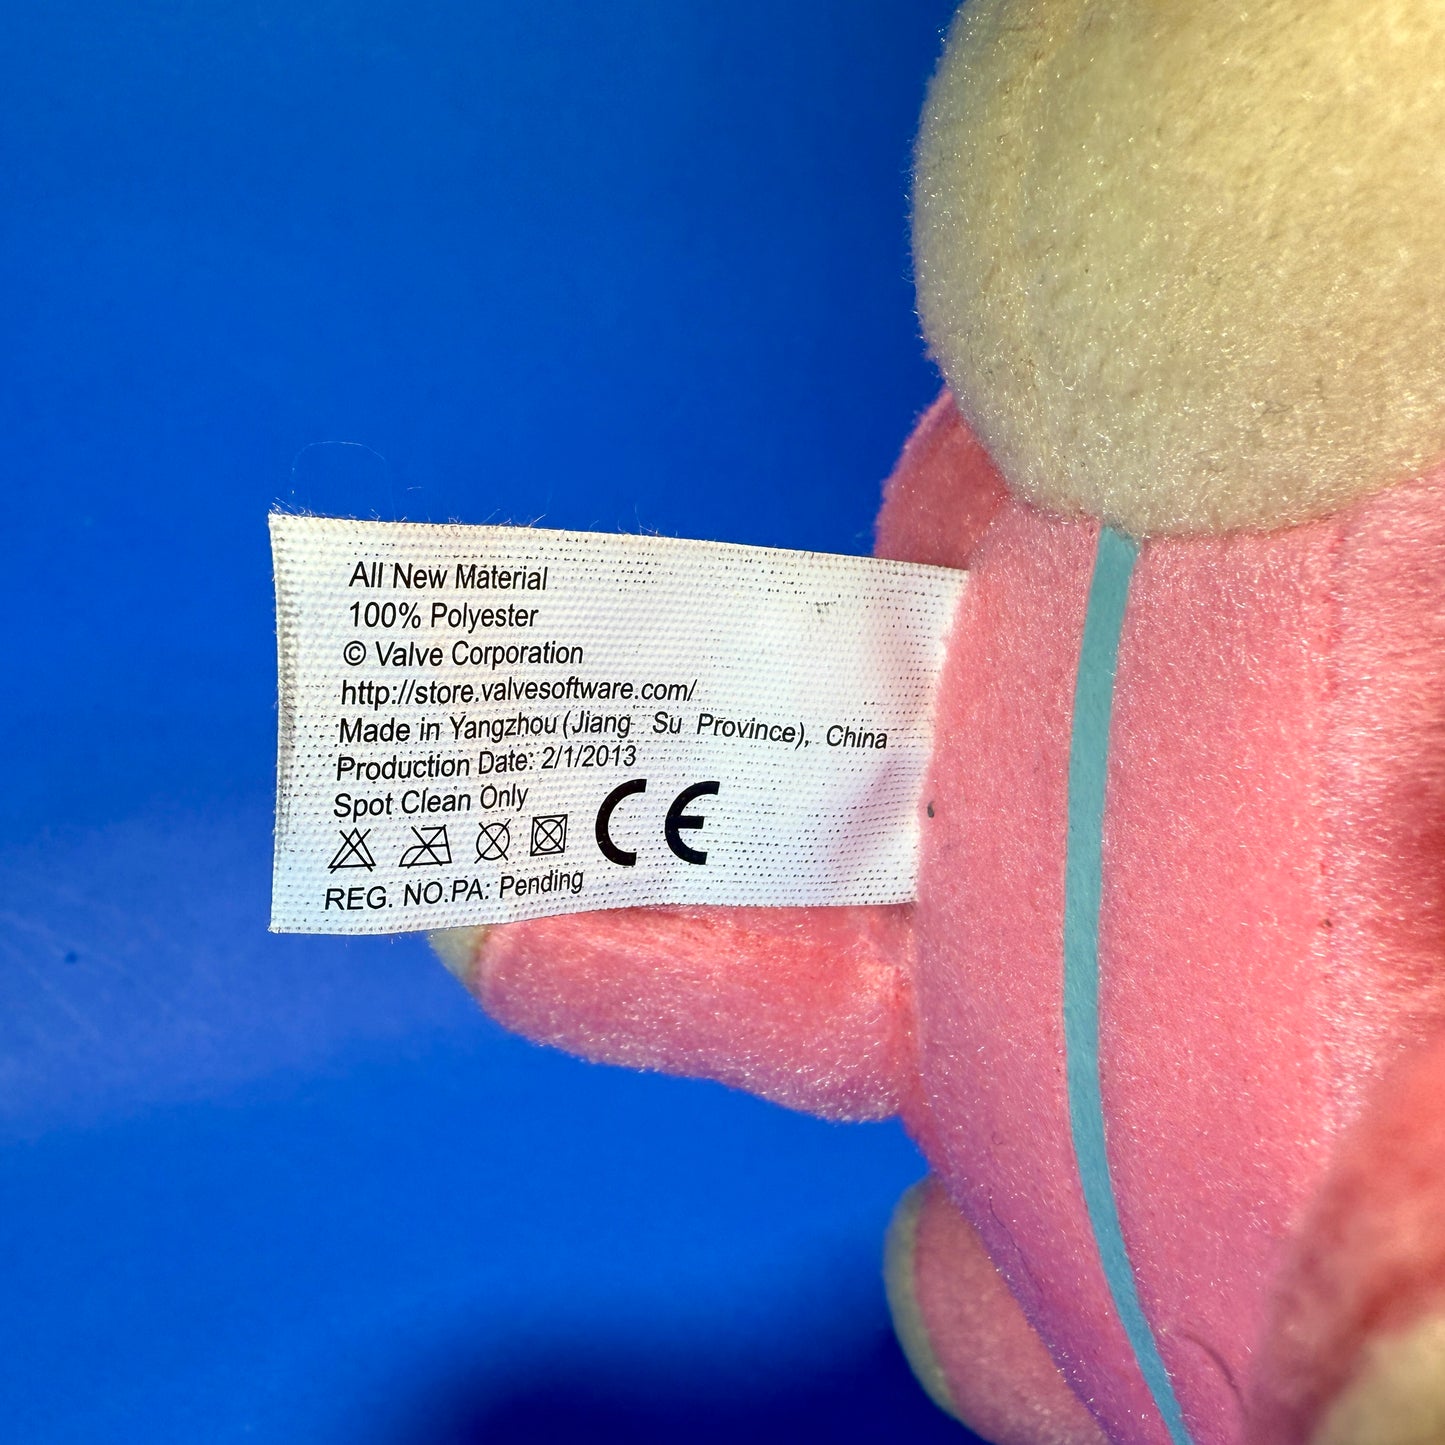 All New Material
100% Polyester
© Valve Corporation
http://store.valvesoftware.com/
Made in Yangzhou (Jiang Su Province), China
Production Date: 2/1/2013
Spot Clean Only
CE
REG. NO.PA: Pending